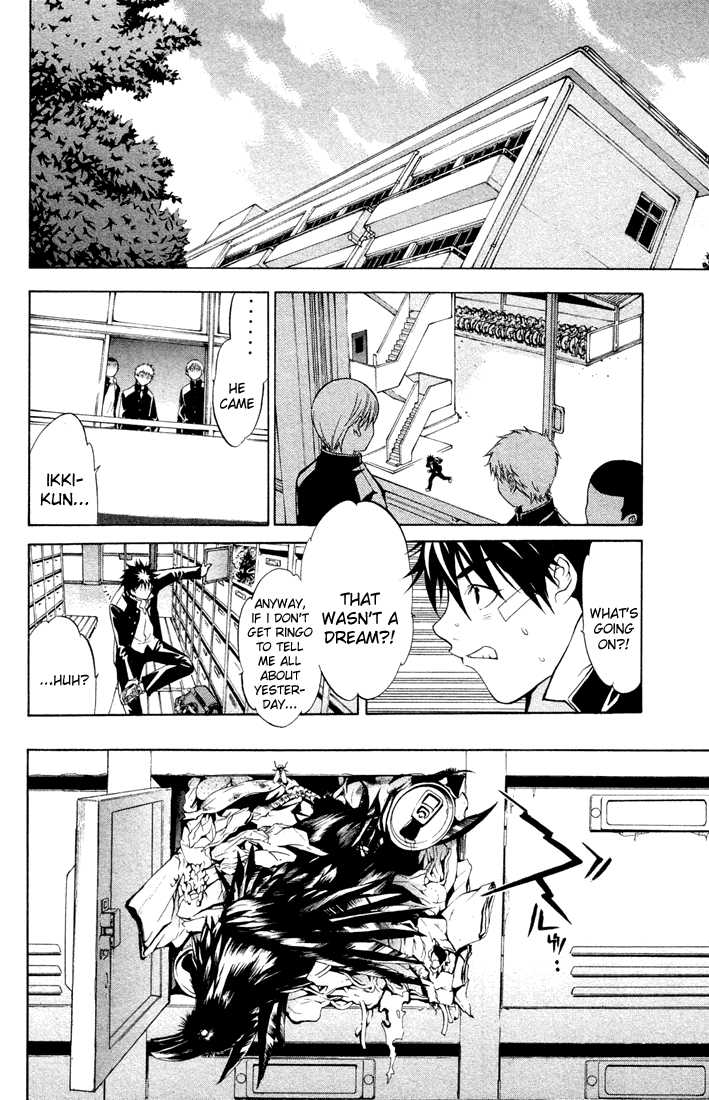 ......
HE
CAME
IKKI-
KUN...
WHAT'S
GOING
ON?!
THAT
WASN'T A
DREAM?!
ANYWAY,
IF I DON'T
GET RINGO
TO TELL
ME ALL
ABOUT
YESTER-
DAY...
...HUH?